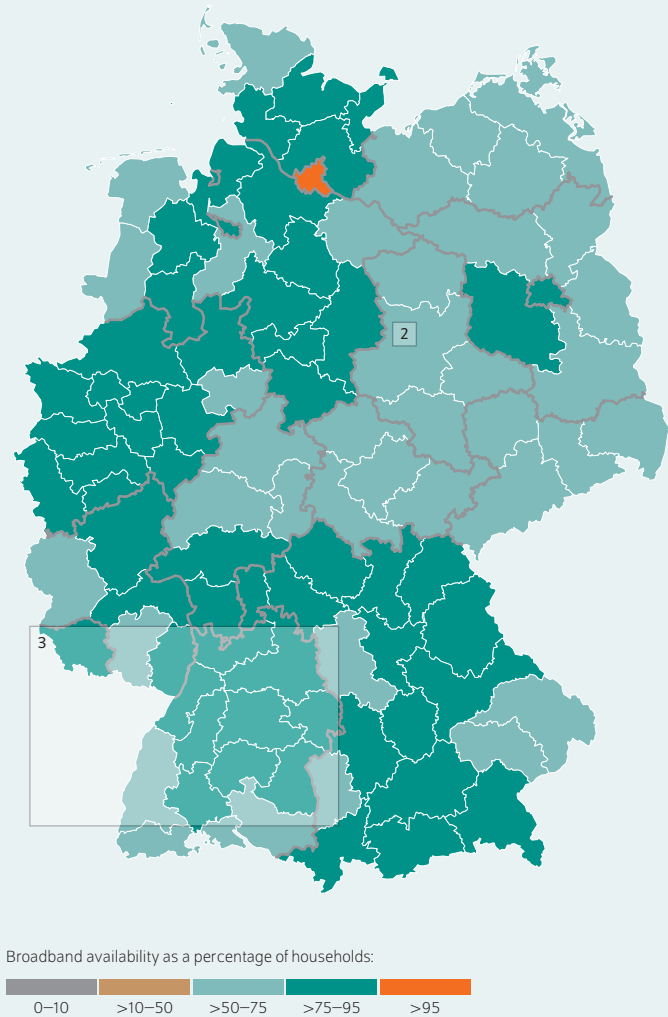 2
3
Broadband availability as a percentage of households:
0–10 >10–50 >50–75 >75–95 >95